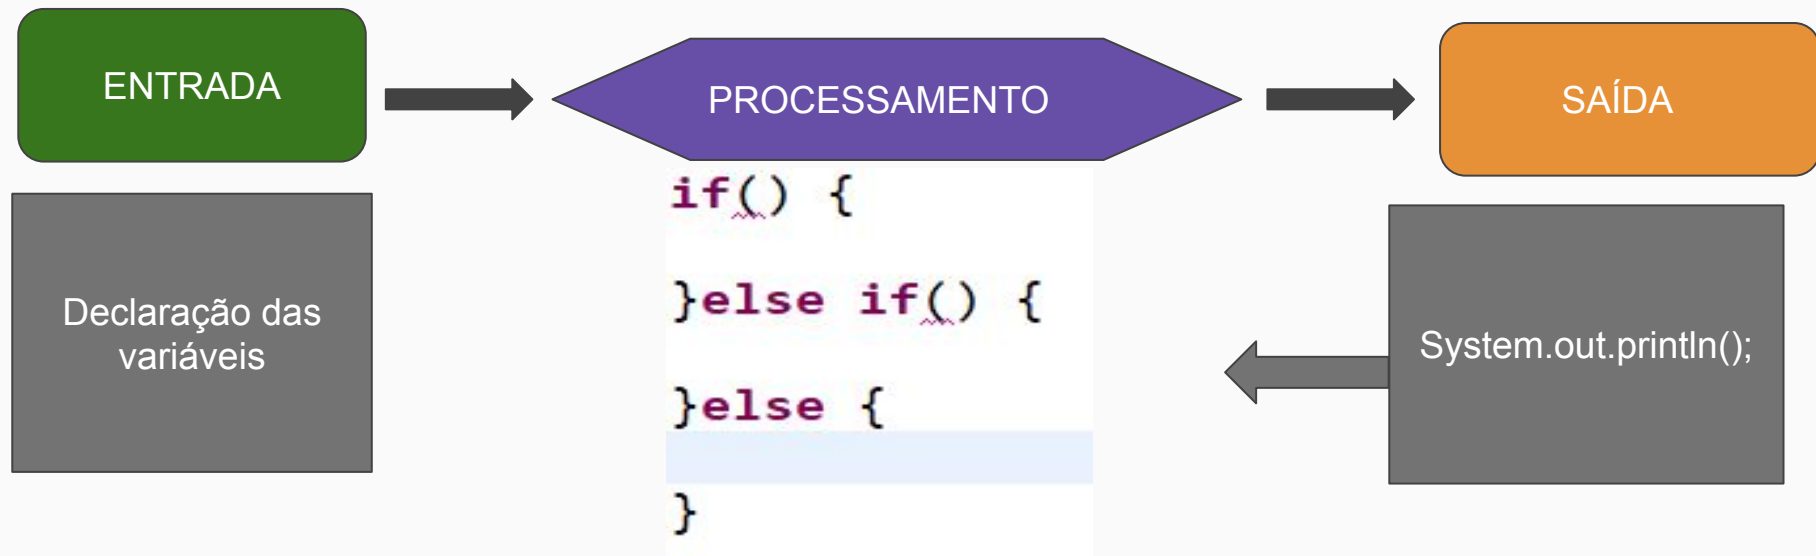 ENTRADA
PROCESSAMENTO
SAÍDA
Declaração das
variáveis
if() {
}else if() {
}else {
}
System.out.println();